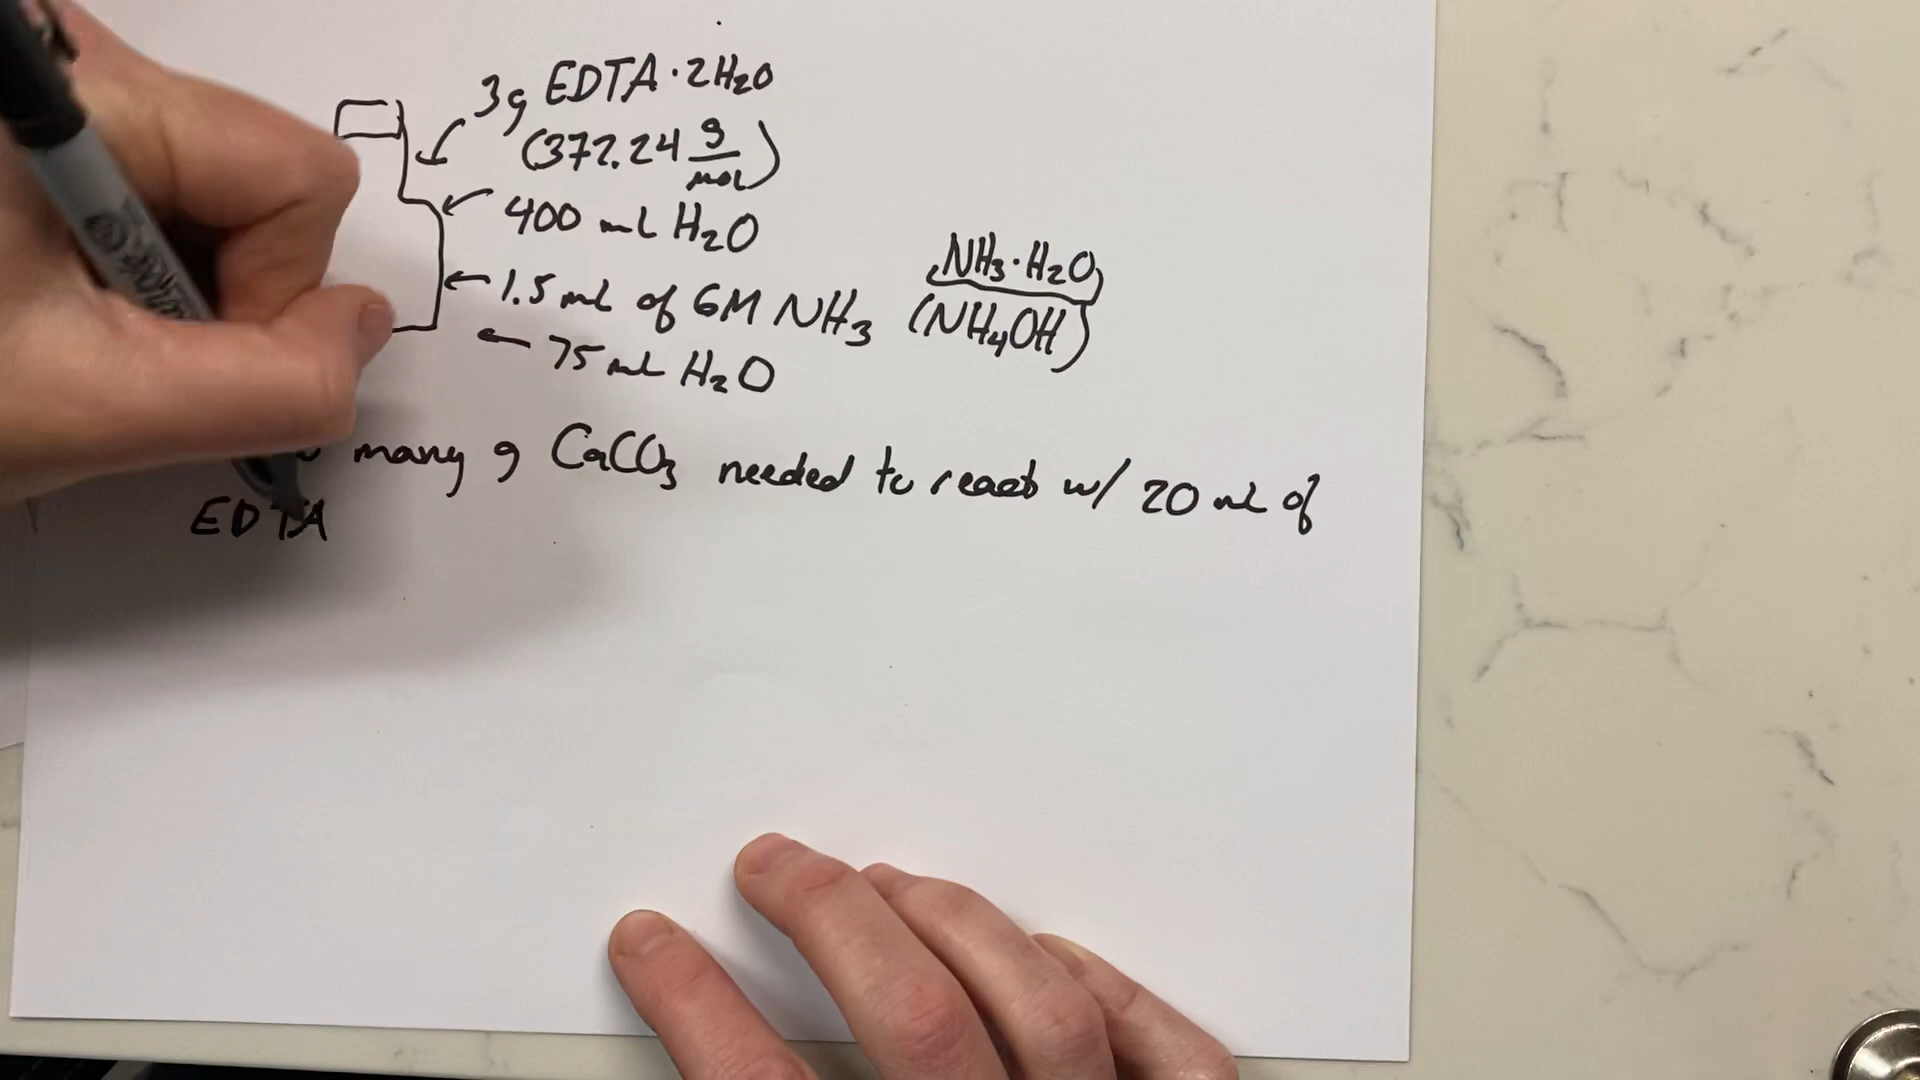 3g EDTA·2H₂O
(372.24 g/mol)
400 mL H₂O
1.5 mL of 6M NH₃ (NH₄OH)
NH₃·H₂O
75 mL H₂O
many g CaCO₃ needed to react w/ 20 mL of
EDTA